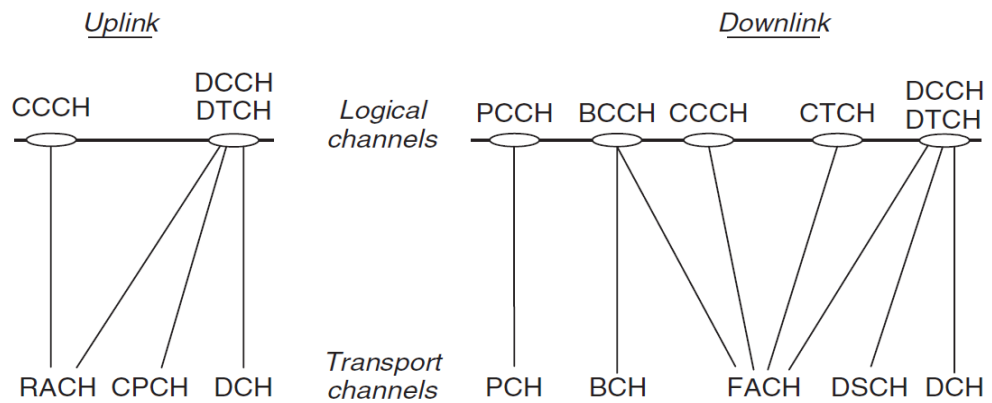 Uplink
Downlink
CCCH
DCCH
DTCH
Logical
channels
PCCH BCCH CCCH CTCH
DCCH
DTCH
RACH CPCH DCH
Transport
channels
PCH BCH FACH DSCH DCH